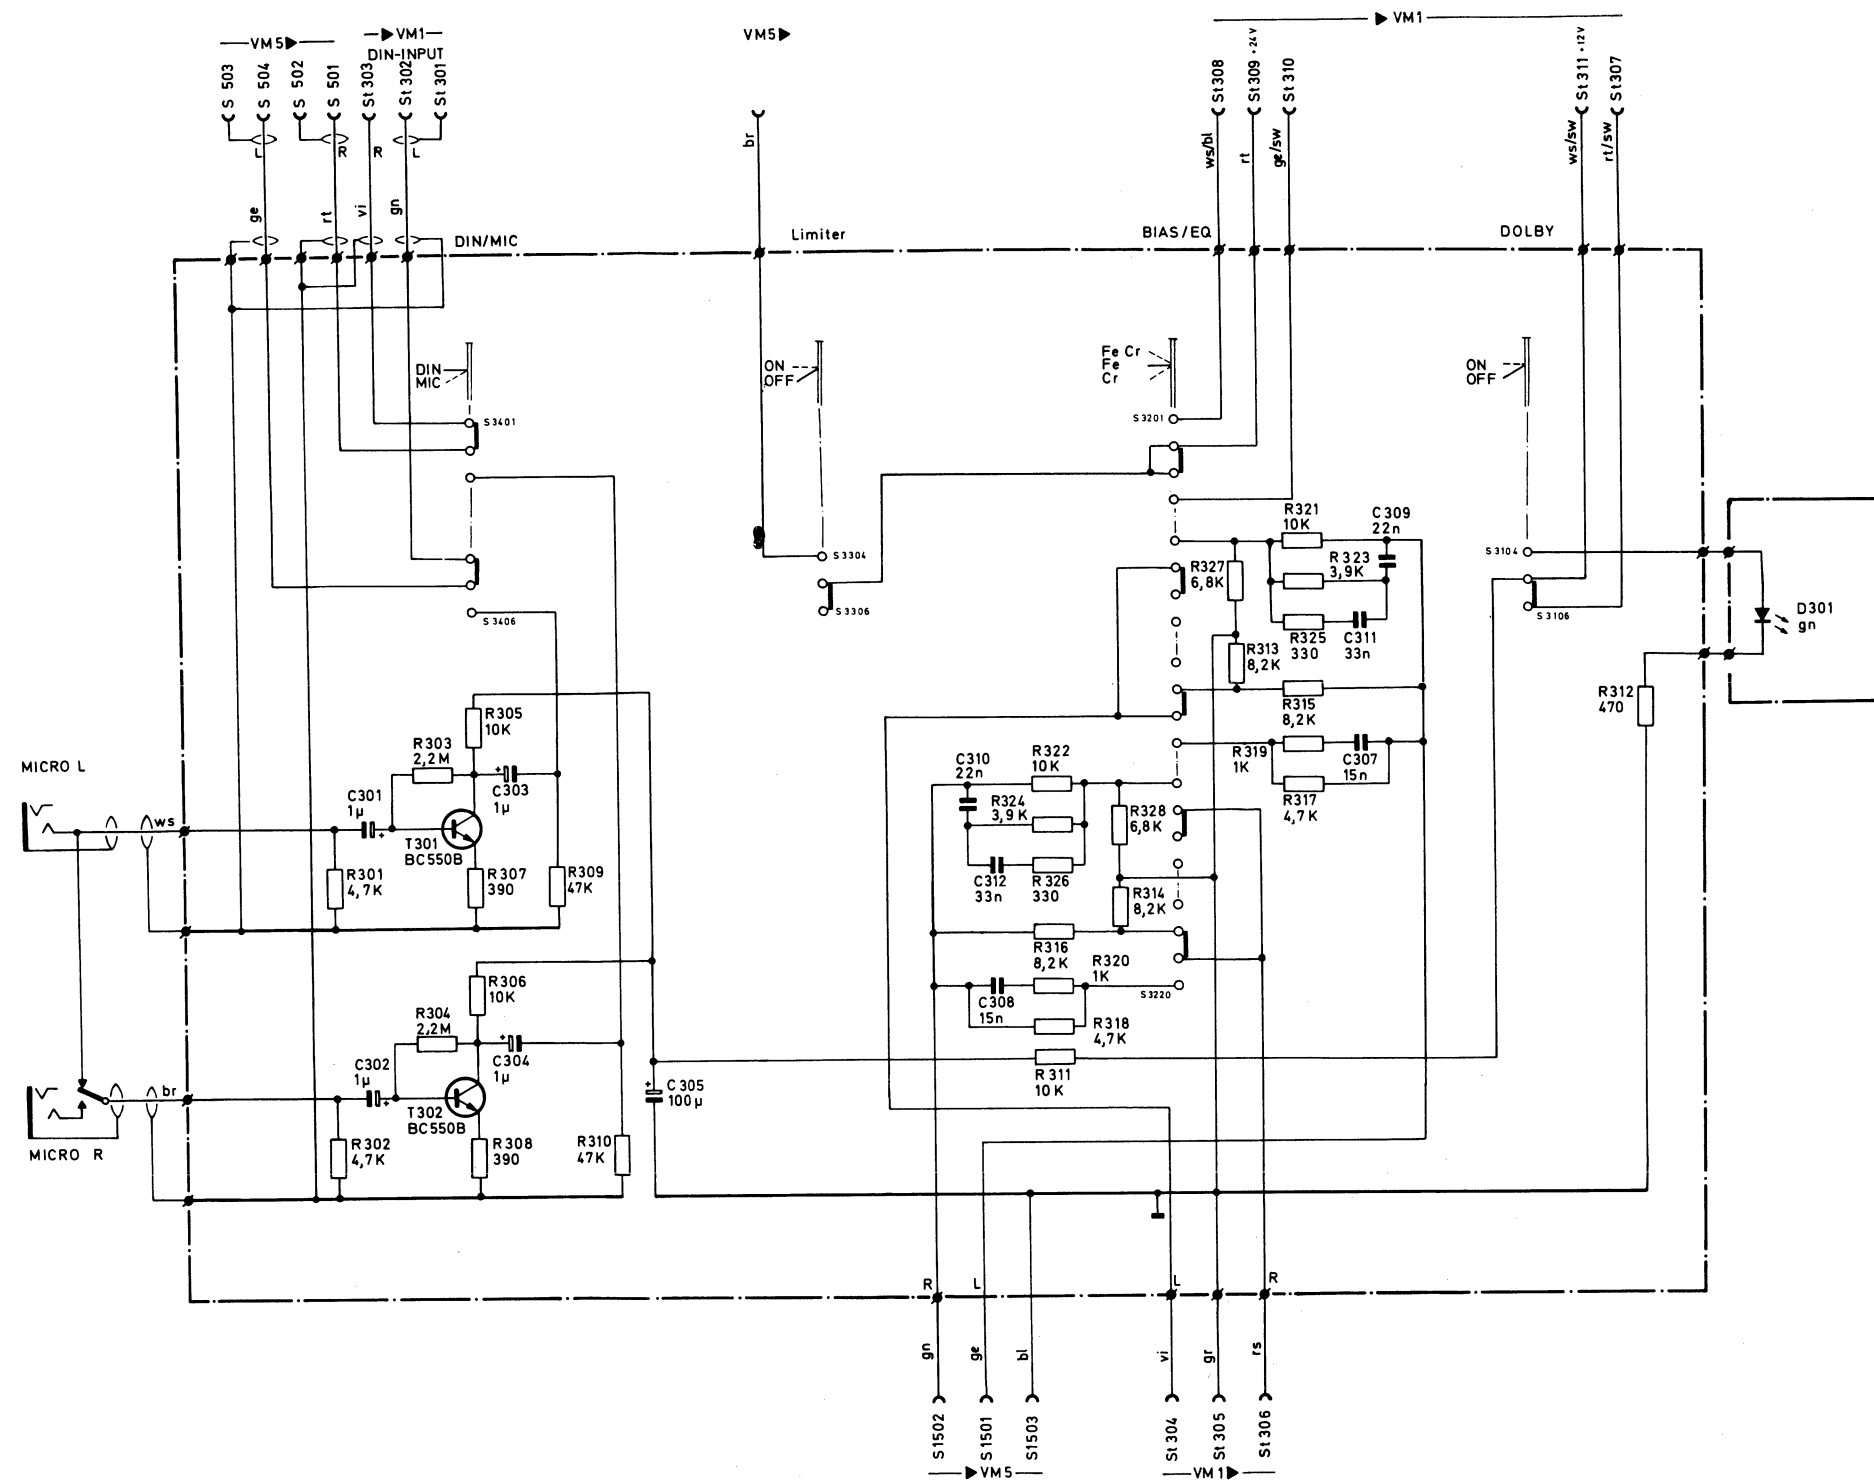 VM5
VM1
DIN-INPUT
S 503
S 504
S 502
S 501
St 303
St 302
St 301
L
R
R
L
ge
rt
vi
gn
VM5
br
VM1
St 308
St 309 +24V
St 310
St 311 +12V
St 307
ws/bl
rt
ge/sw
ws/sw
rt/sw
DIN/MIC
Limiter
BIAS/EQ
DOLBY
DIN
MIC
S3401
S3406
ON
OFF
S3304
S3306
Fe Cr
Fe
Cr
S3201
ON
OFF
S3104
S3106
R321
10K
C309
22n
R327
6,8K
R323
3,9K
R325
330
C311
33n
R313
8,2K
R315
8,2K
R319
1K
C307
15n
R317
4,7K
D301
gn
R312
470
MICRO L
ws
C301
1µ
R303
2,2M
R305
10K
C303
1µ
T301
BC550B
R301
4,7K
R307
390
R309
47K
C310
22n
R322
10K
R324
3,9K
R328
6,8K
C312
33n
R326
330
R314
8,2K
R316
8,2K
R320
1K
S3220
C308
15n
R318
4,7K
R311
10K
R306
10K
R304
2,2M
C302
1µ
C304
1µ
T302
BC550B
br
MICRO R
R302
4,7K
R308
390
R310
47K
C305
100µ
R
L
L
R
gn
ge
bl
vi
gr
rs
S1502
S1501
S1503
St 304
St 305
St 306
VM5
VM1